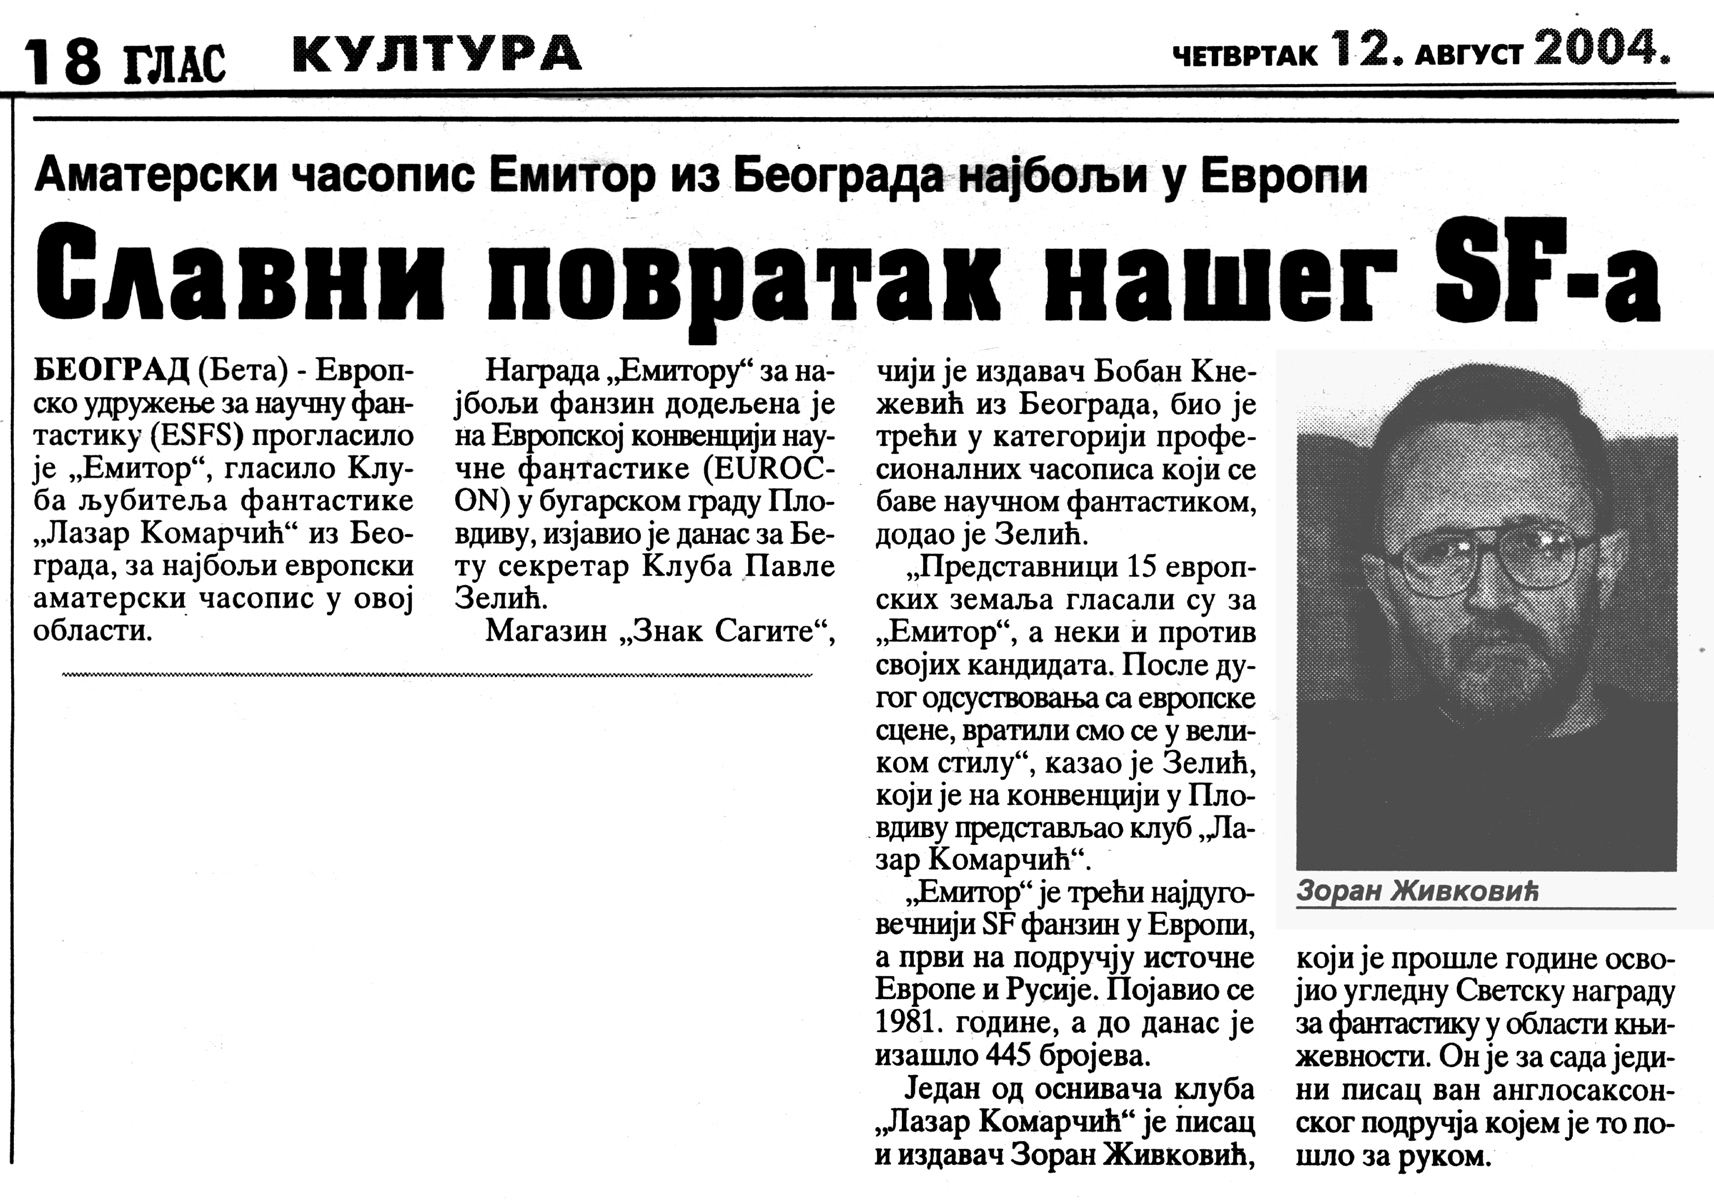 18 ГЛАС КУЛТУРА ЧЕТВРТАК 12. АВГУСТ 2004.
Аматерски часопис Емитор из Београда најбољи у Европи
Славни повратак нашег SF-а
БЕОГРАД (Бета) - Европ-
ско удружење за научну фан-
тастику (ESFS) прогласило
је „Емитор“, гласило Клу-
ба љубитеља фантастике
„Лазар Комарчић“ из Бео-
града, за најбољи европски
аматерски часопис у овој
области.
Награда „Емитору“ за на-
јбољи фанзин додељена је
на Европској конвенцији нау-
чне фантастике (EUROC-
ON) у бугарском граду Пло-
вдиву, изјавио је данас за Бе-
ту секретар Клуба Павле
Зелић.
Магазин „Знак Сагите“,
чији је издавач Бобан Кне-
жевић из Београда, био је
трећи у категорији профе-
сионалних часописа који се
баве научном фантастиком,
додао је Зелић.
„Представници 15 европ-
ских земаља гласали су за
„Емитор“, а неки и против
својих кандидата. После ду-
гог одсуствовања са европске
сцене, вратили смо се у вели-
ком стилу“, казао је Зелић,
који је на конвенцији у Пло-
вдиву представљао клуб „Ла-
зар Комарчић“.
„Емитор“ је трећи најдуго-
вечнији SF фанзин у Европи,
а први на подручју источне
Европе и Русије. Појавио се
1981. године, а до данас је
изашло 445 бројева.
Један од оснивача клуба
„Лазар Комарчић“ је писац
и издавач Зоран Живковић,
Зоран Живковић
који је прошле године осво-
јио угледну Светску награду
за фантастику у области књи-
жевности. Он је за сада једи-
ни писац ван англосаксон-
ског подручја којем је то по-
шло за руком.